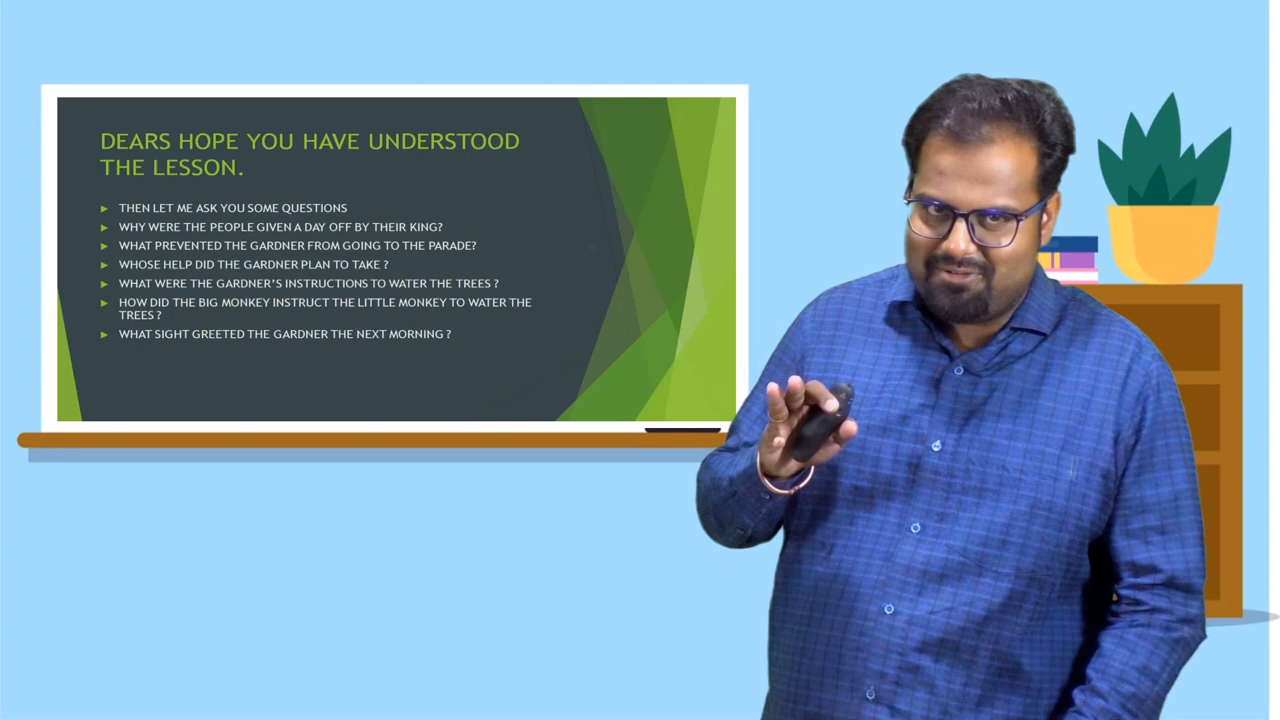 DEARS HOPE YOU HAVE UNDERSTOOD
THE LESSON.
THEN LET ME ASK YOU SOME QUESTIONS
WHY WERE THE PEOPLE GIVEN A DAY OFF BY THEIR KING?
WHAT PREVENTED THE GARDNER FROM GOING TO THE PARADE?
WHOSE HELP DID THE GARDNER PLAN TO TAKE ?
WHAT WERE THE GARDNER'S INSTRUCTIONS TO WATER THE TREES ?
HOW DID THE BIG MONKEY INSTRUCT THE LITTLE MONKEY TO WATER THE
TREES ?
WHAT SIGHT GREETED THE GARDNER THE NEXT MORNING ?